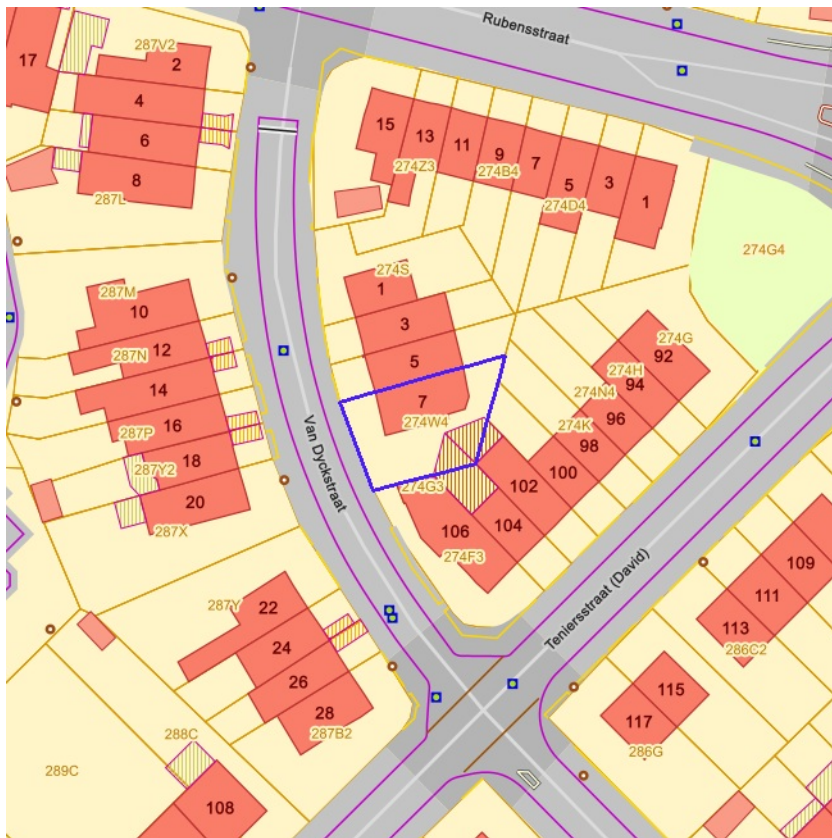 Rubensstraat
287V2
17
2
4
6
8
287L
15
13
11
9
7
5
3
1
274Z3
274B4
274D4
274G4
274S
1
3
5
7
274W4
287M
10
12
287N
14
16
287P
18
287Y2
20
287X
Van Dyckstraat
274G
92
274H
94
274N4
96
274K
98
100
102
104
106
274G3
274F3
Teniersstraat (David)
109
111
113
286C2
115
117
286G
287Y
22
24
26
28
287B2
288C
289C
108